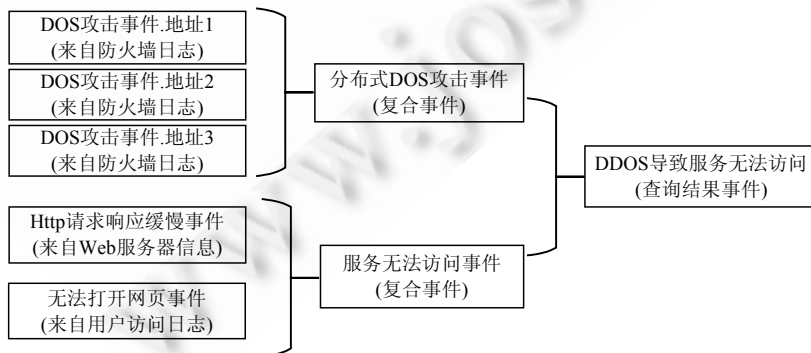 DOS攻击事件.地址1
(来自防火墙日志)
DOS攻击事件.地址2
(来自防火墙日志)
DOS攻击事件.地址3
(来自防火墙日志)
分布式DOS攻击事件
(复合事件)
DDOS导致服务无法访问
(查询结果事件)
Http请求响应缓慢事件
(来自Web服务器信息)
无法打开网页事件
(来自用户访问日志)
服务无法访问事件
(复合事件)
www.jos